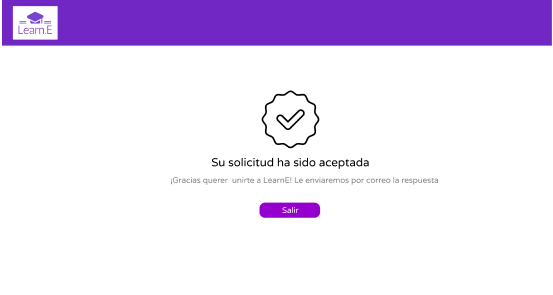 Learn.E
Su solicitud ha sido aceptada
¡Gracias querer  unirte a LearnE! Le enviaremos por correo la respuesta
Salir